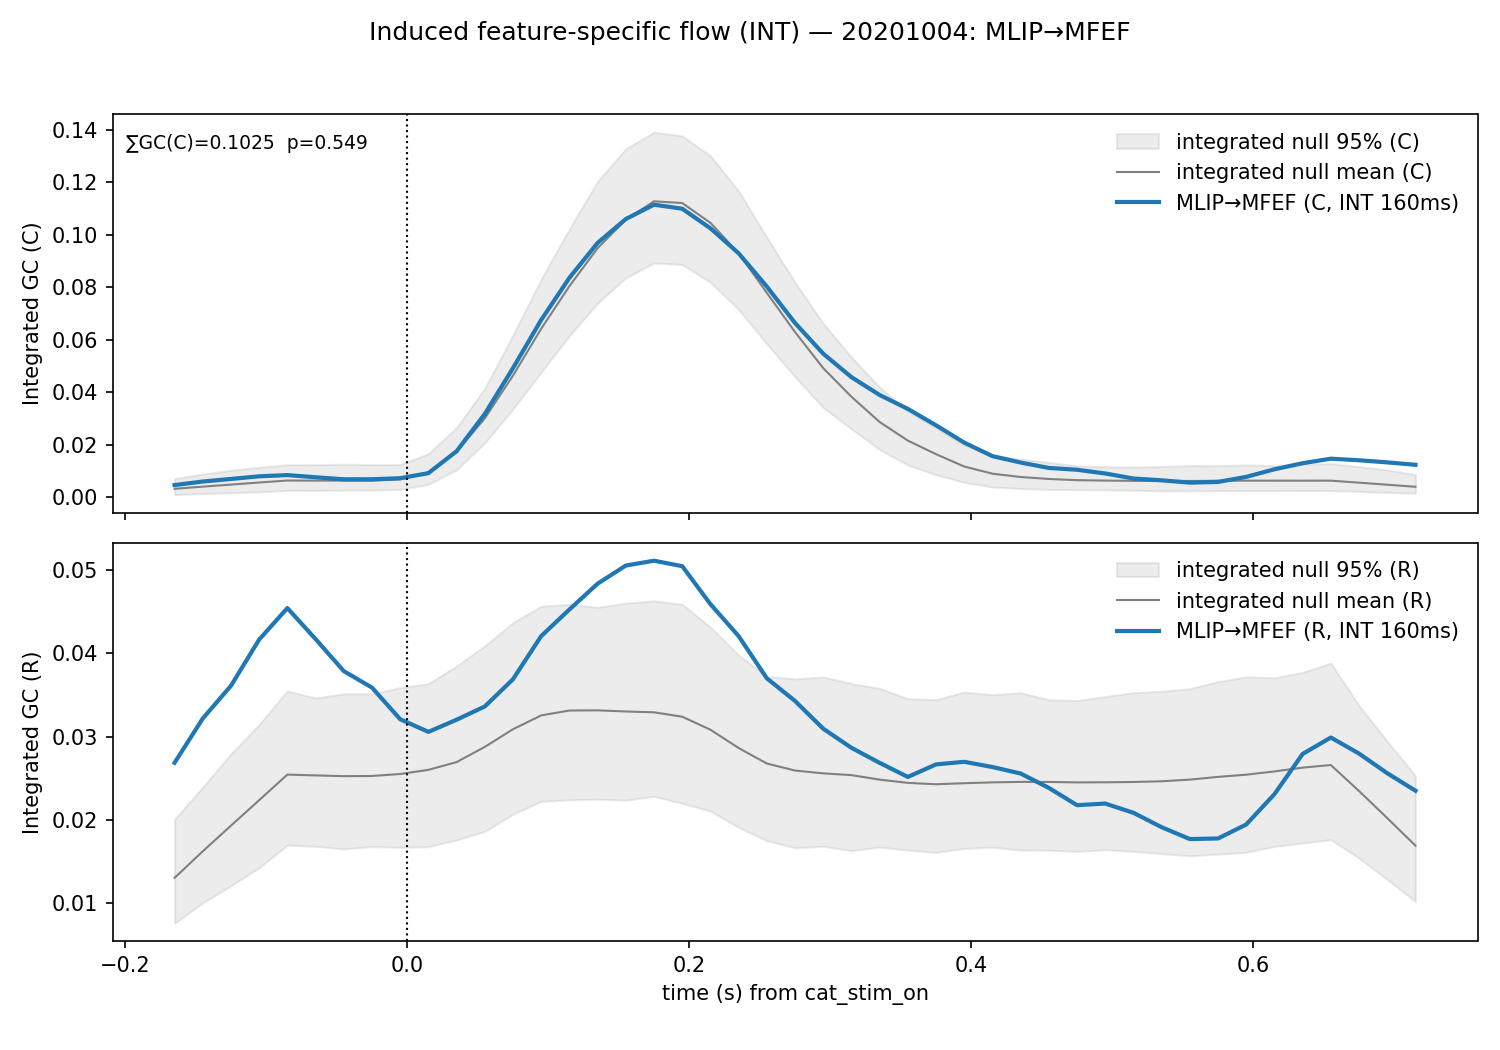 Induced feature-specific flow (INT) — 20201004: MLIP→MFEF
∑GC(C)=0.1025 p=0.549
integrated null 95% (C)
integrated null mean (C)
MLIP→MFEF (C, INT 160ms)
Integrated GC (C)
0.14
0.12
0.10
0.08
0.06
0.04
0.02
0.00
integrated null 95% (R)
integrated null mean (R)
MLIP→MFEF (R, INT 160ms)
Integrated GC (R)
0.05
0.04
0.03
0.02
0.01
−0.2 0.0 0.2 0.4 0.6
time (s) from cat_stim_on